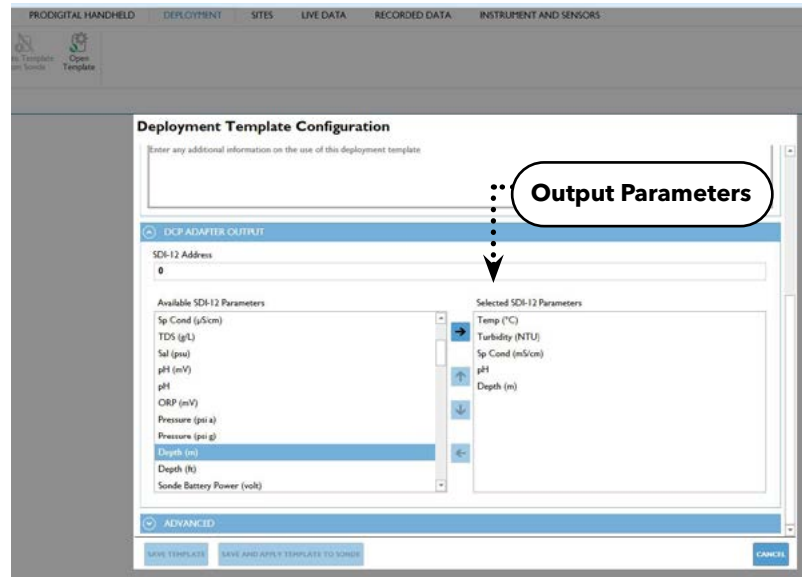 PRODIGITAL HANDHELD DEPLOYMENT SITES LIVE DATA RECORDED DATA INSTRUMENT AND SENSORS
Template Open
Sonde Template
Deployment Template Configuration
Enter any additional information on the use of this deployment template
Output Parameters
DCP ADAPTER OUTPUT
SDI-12 Address
0
Available SDI-12 Parameters
Selected SDI-12 Parameters
Sp Cond (µS/cm)
TDS (g/L)
Sal (psu)
pH (mV)
pH
ORP (mV)
Pressure (psi a)
Pressure (psi g)
Depth (m)
Depth (ft)
Sonde Battery Power (volt)
Temp (°C)
Turbidity (NTU)
Sp Cond (mS/cm)
pH
Depth (m)
ADVANCED
SAVE TEMPLATE SAVE AND APPLY TEMPLATE TO SONDE CANCEL